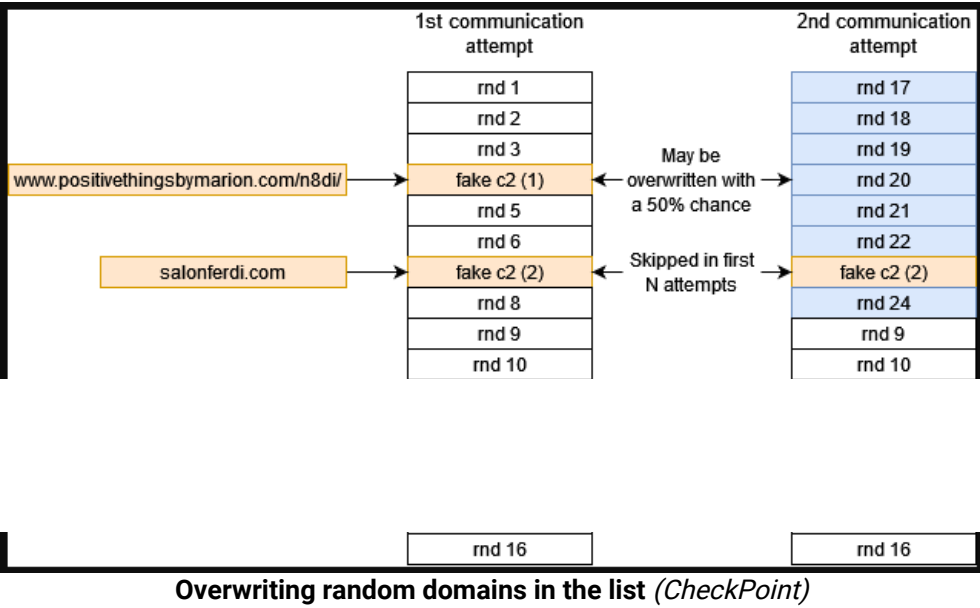 1st communication
attempt
2nd communication
attempt
rnd 1
rnd 17
rnd 2
rnd 18
rnd 3
rnd 19
www.positivethingsbymarion.com/n8di/
fake c2 (1)
May be
overwritten with
a 50% chance
rnd 20
rnd 5
rnd 21
rnd 6
rnd 22
salonferdi.com
fake c2 (2)
Skipped in first
N attempts
fake c2 (2)
rnd 8
rnd 24
rnd 9
rnd 9
rnd 10
rnd 10
rnd 16
rnd 16
Overwriting random domains in the list (CheckPoint)